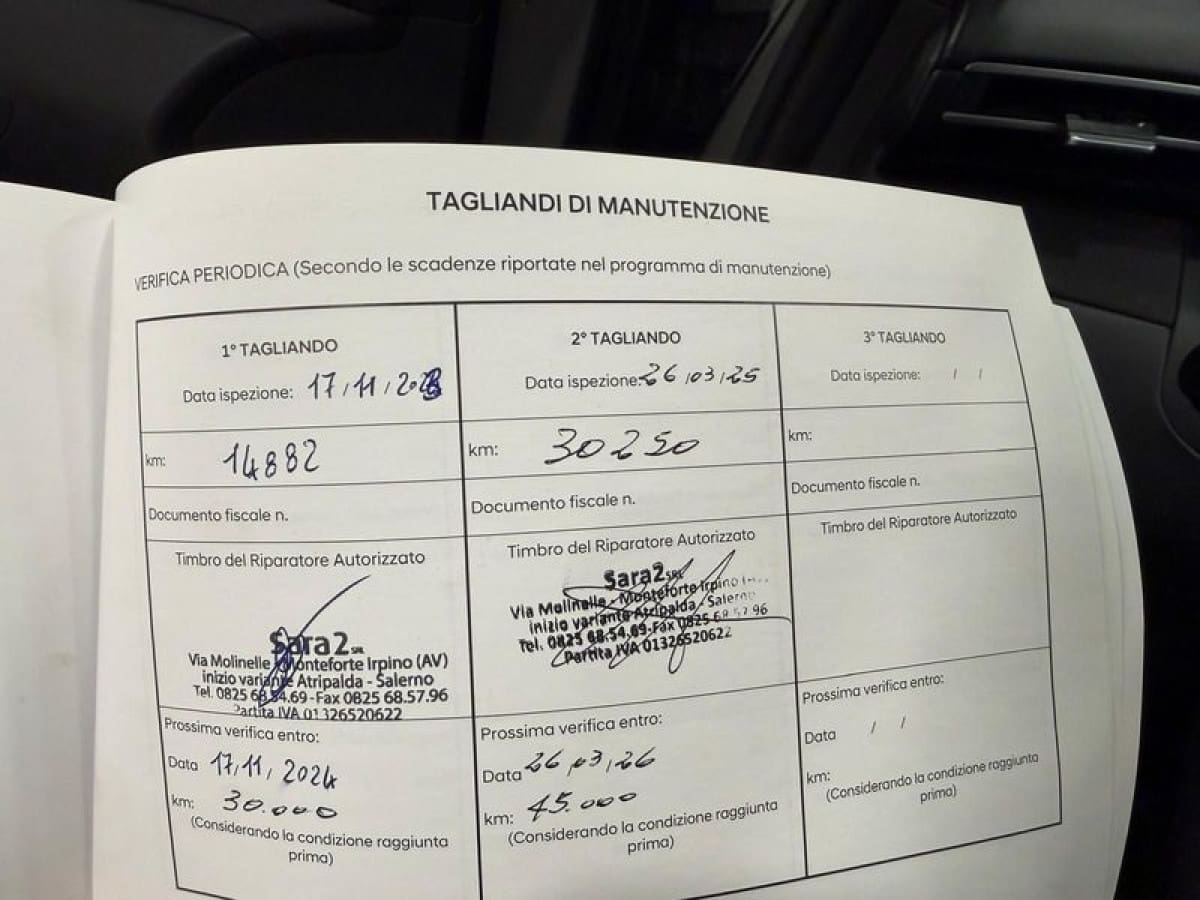 TAGLIANDI DI MANUTENZIONE
VERIFICA PERIODICA (Secondo le scadenze riportate nel programma di manutenzione)
1° TAGLIANDO
Data ispezione: 17/11/2023
km: 14882
Documento fiscale n.
Timbro del Riparatore Autorizzato
Sara2 SRL
Via Molinelle - Monteforte Irpino (AV)
inizio variante Atripalda - Salerno
Tel. 0825 68.54.69-Fax 0825 68.57.96
Partita IVA 01326520622
Prossima verifica entro:
Data 17/11/2024
km: 30.000
(Considerando la condizione raggiunta
prima)
2° TAGLIANDO
Data ispezione: 26/03/25
km: 30250
Documento fiscale n.
Timbro del Riparatore Autorizzato
Sara2 SRL
Via Molinelle - Monteforte Irpino
inizio variante Atripalda - Salerno
Tel. 0825 68.54.69-Fax 0825 68.57.96
Partita IVA 01326520622
Prossima verifica entro:
Data 26/03/26
km: 45.000
(Considerando la condizione raggiunta
prima)
3° TAGLIANDO
Data ispezione: / /
km:
Documento fiscale n.
Timbro del Riparatore Autorizzato
Prossima verifica entro:
Data / /
km:
(Considerando la condizione raggiunta
prima)